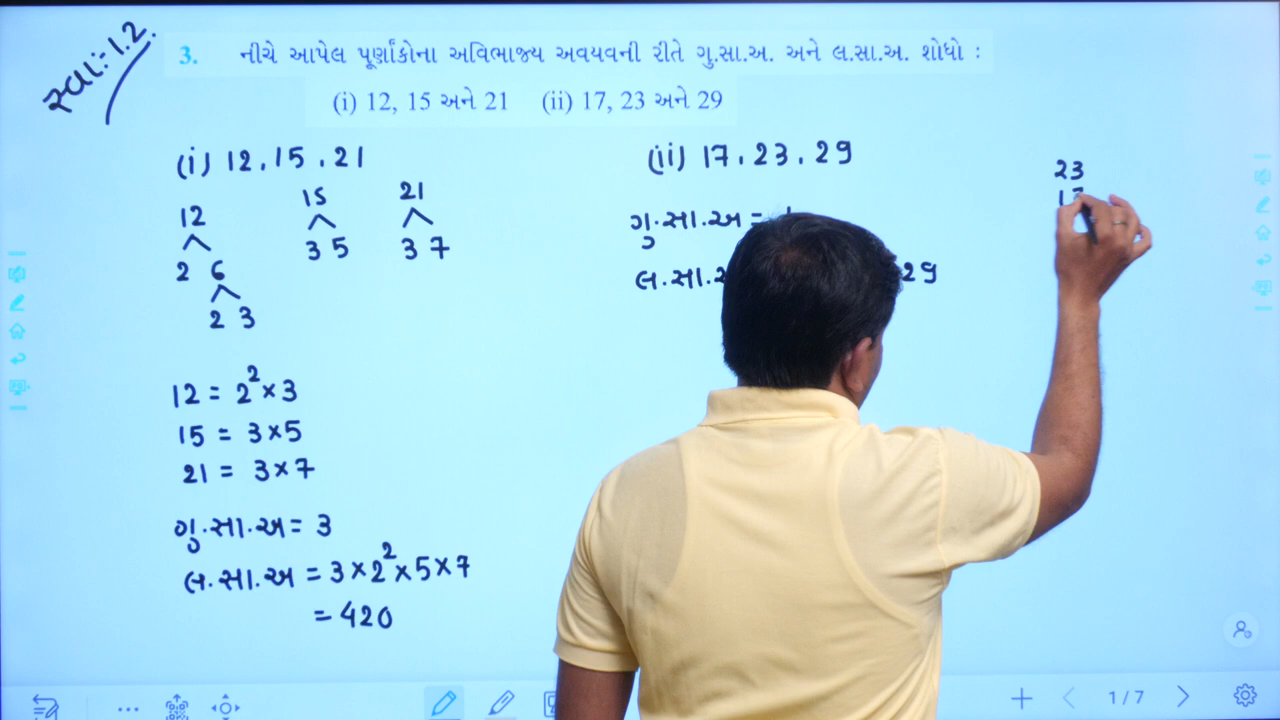 સ્વા:-1.2.
3. નીચે આપેલ પૂર્ણાંકોના અવિભાજ્ય અવયવની રીતે ગુ.સા.અ. અને લ.સા.અ. શોધો :
(i) 12, 15 અને 21 (ii) 17, 23 અને 29
(i) 12, 15, 21
12
2 6
2 3
15
3 5
21
3 7
12 = 2² × 3
15 = 3 × 5
21 = 3 × 7
ગુ.સા.અ = 3
લ.સા.અ = 3 × 2² × 5 × 7
= 420
(ii) 17, 23, 29
ગુ.સા.અ =
લ.સા. 29
23
1/7